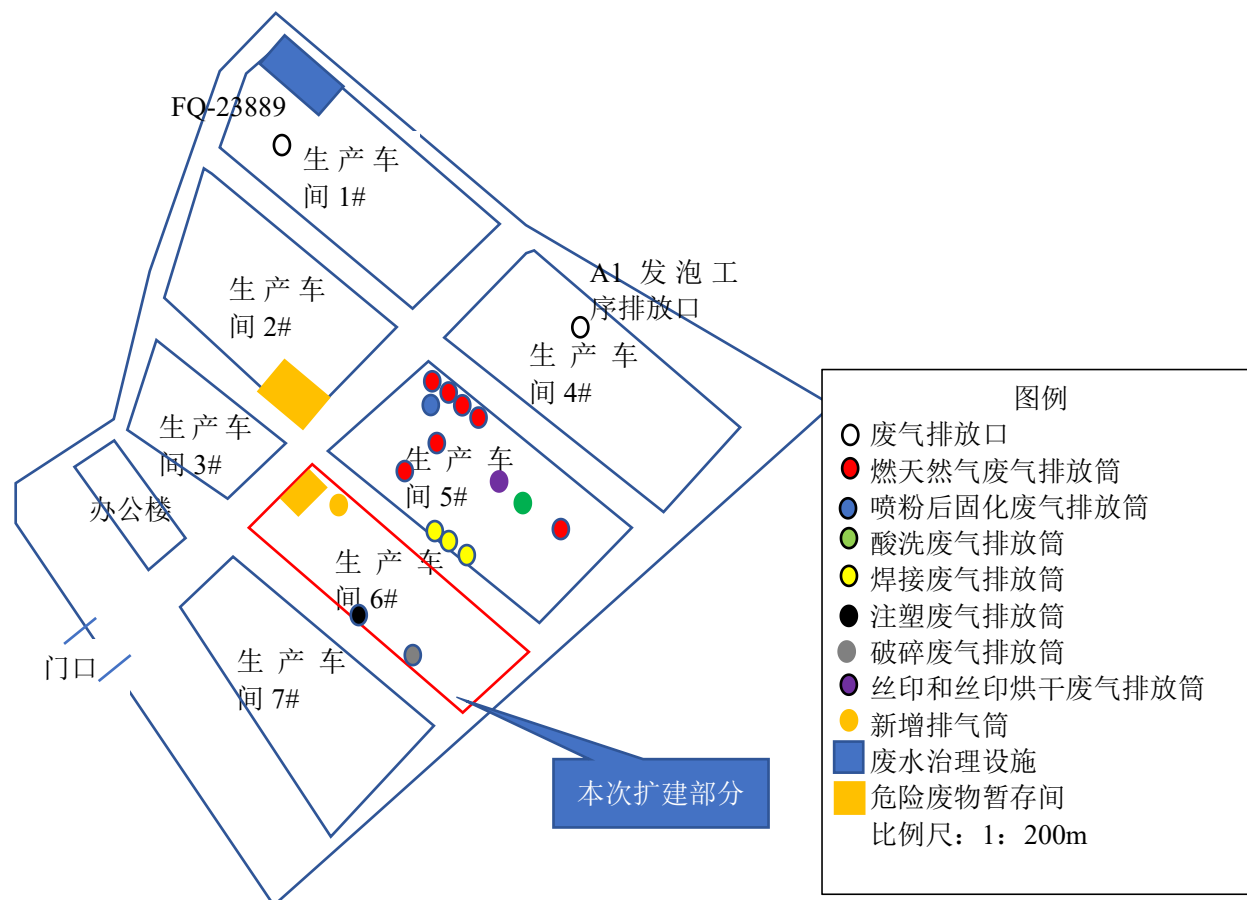 FQ-23889
生产车
间 1#
生产车
间 2#
A1 发泡工
序排放口
生产车
间 4#
生产车
间 3#
生产车
间 5#
办公楼
生产车
间 6#
门口
生产车
间 7#
本次扩建部分
图例
废气排放口
燃天然气废气排放筒
喷粉后固化废气排放筒
酸洗废气排放筒
焊接废气排放筒
注塑废气排放筒
破碎废气排放筒
丝印和丝印烘干废气排放筒
新增排气筒
废水治理设施
危险废物暂存间
比例尺：1：200m